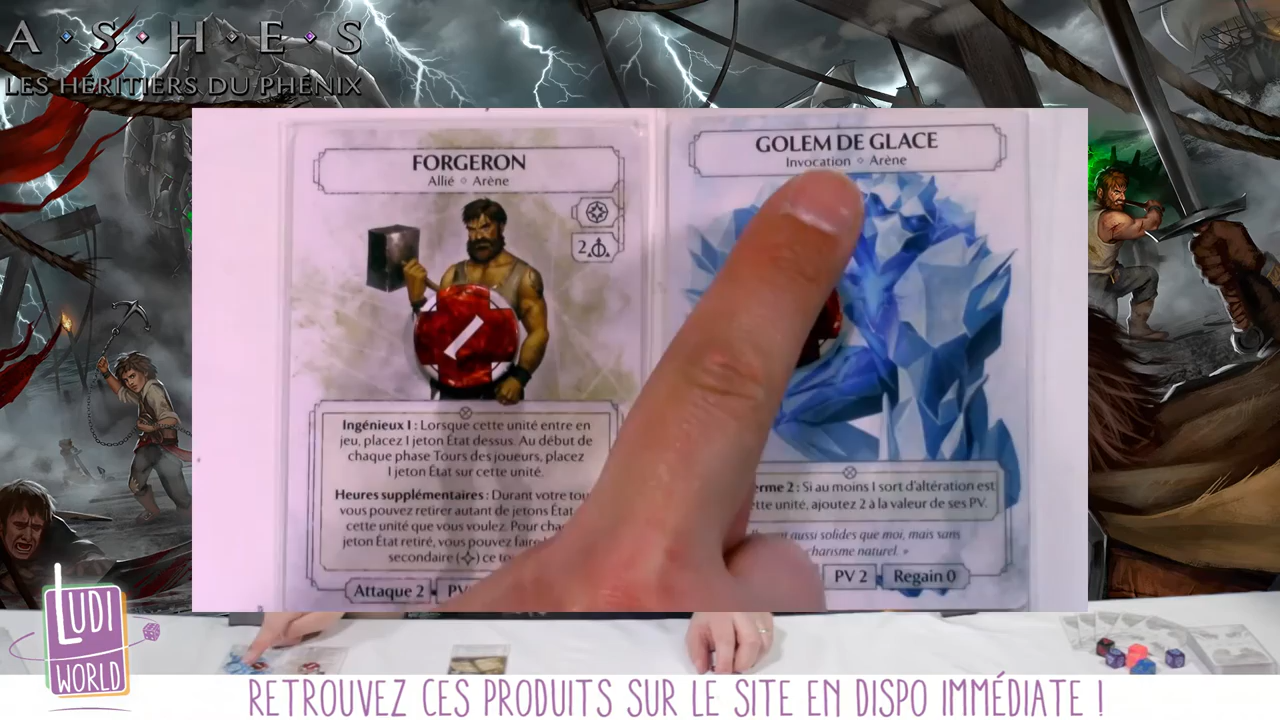 A·S·H·E·S
LES HÉRITIERS DU PHÉNIX
FORGERON
Allié ◇ Arène
2
Ingénieux 1 : Lorsque cette unité entre en
jeu, placez 1 jeton État dessus. Au début de
chaque phase Tours des joueurs, placez
1 jeton État sur cette unité.
Heures supplémentaires : Durant votre
vous pouvez retirer autant de jetons État
cette unité que vous voulez. Pour
jeton État retiré, vous pouvez faire
secondaire ( ) ce
Attaque 2
GOLEM DE GLACE
Invocation ◇ Arène
2 : Si au moins 1 sort d'altération est
unité, ajoutez 2 à la valeur de ses PV.
aussi solides que moi, mais sans
charisme naturel. »
PV 2
Regain 0
LUDI
WORLD
RETROUVEZ CES PRODUITS SUR LE SITE EN DISPO IMMÉDIATE !